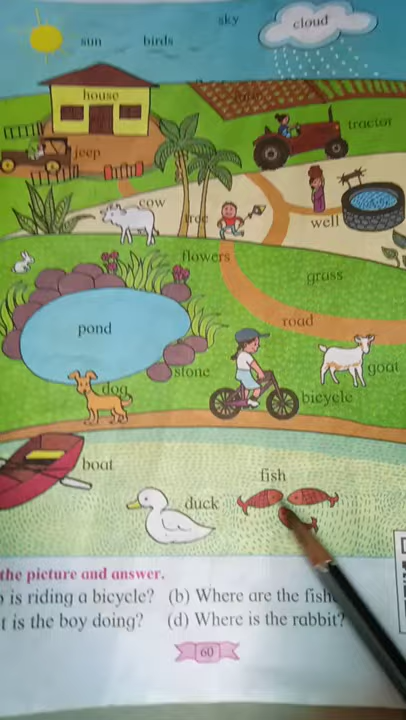 sky
cloud
sun
birds
house
tractor
jeep
cow
tree
well
flowers
grass
road
pond
stone
goat
dog
bicycle
boat
fish
duck
the picture and answer.
is riding a bicycle? (b) Where are the fish
is the boy doing? (d) Where is the rabbit?
60